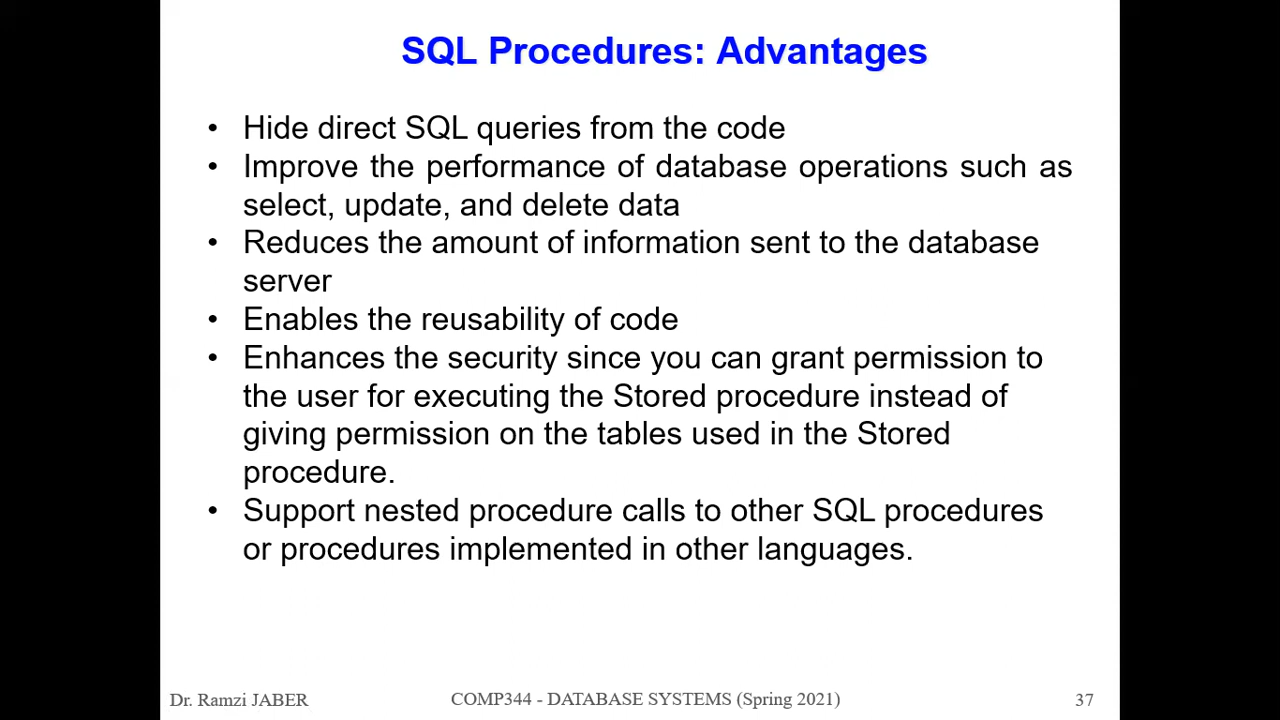 SQL Procedures: Advantages
• Hide direct SQL queries from the code
• Improve the performance of database operations such as
select, update, and delete data
• Reduces the amount of information sent to the database
server
• Enables the reusability of code
• Enhances the security since you can grant permission to
the user for executing the Stored procedure instead of
giving permission on the tables used in the Stored
procedure.
• Support nested procedure calls to other SQL procedures
or procedures implemented in other languages.
Dr. Ramzi JABER COMP344 - DATABASE SYSTEMS (Spring 2021) 37